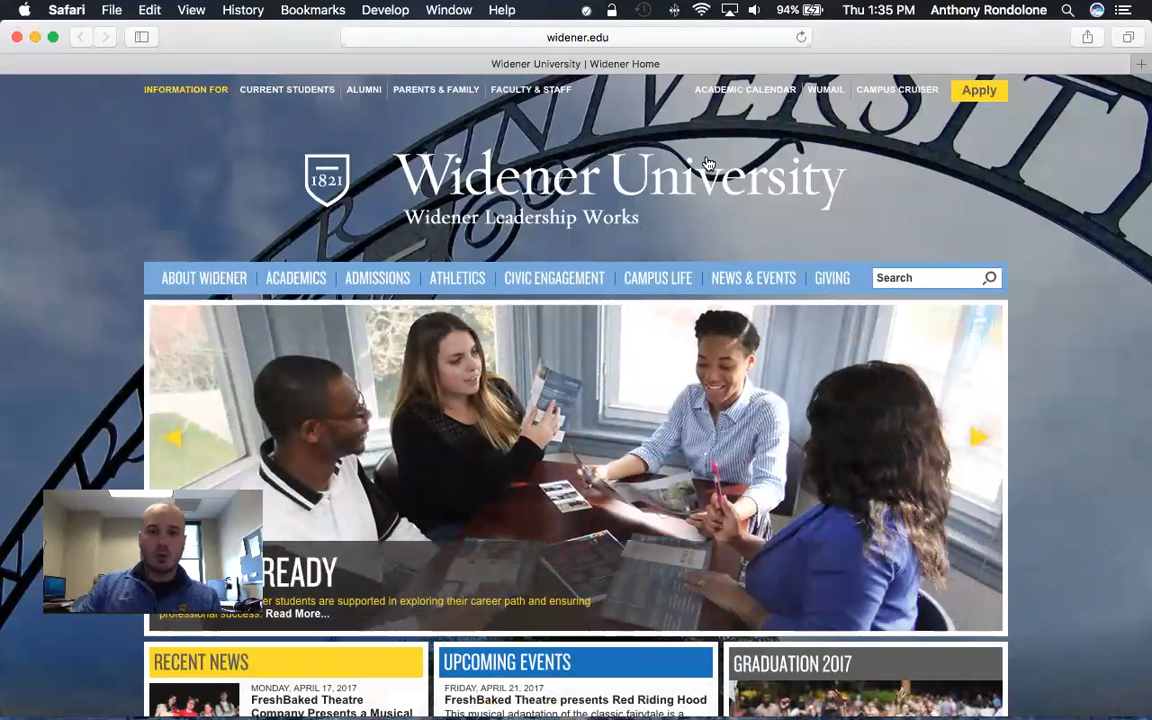 Safari File Edit View History Bookmarks Develop Window Help 94% Thu 1:35 PM Anthony Rondolone
widener.edu
Widener University | Widener Home
INFORMATION FOR CURRENT STUDENTS ALUMNI PARENTS & FAMILY FACULTY & STAFF ACADEMIC CALENDAR WUMAIL CAMPUS CRUISER Apply
UNIVERSITY
1821 Widener University
Widener Leadership Works
ABOUT WIDENER ACADEMICS ADMISSIONS ATHLETICS CIVIC ENGAGEMENT CAMPUS LIFE NEWS & EVENTS GIVING Search
READY
er students are supported in exploring their career path and ensuring
professional success. Read More...
RECENT NEWS UPCOMING EVENTS GRADUATION 2017
MONDAY, APRIL 17, 2017 FRIDAY, APRIL 21, 2017
FreshBaked Theatre FreshBaked Theatre presents Red Riding Hood
Company Presents a Musical This musical adaptation of the classic fairytale is a